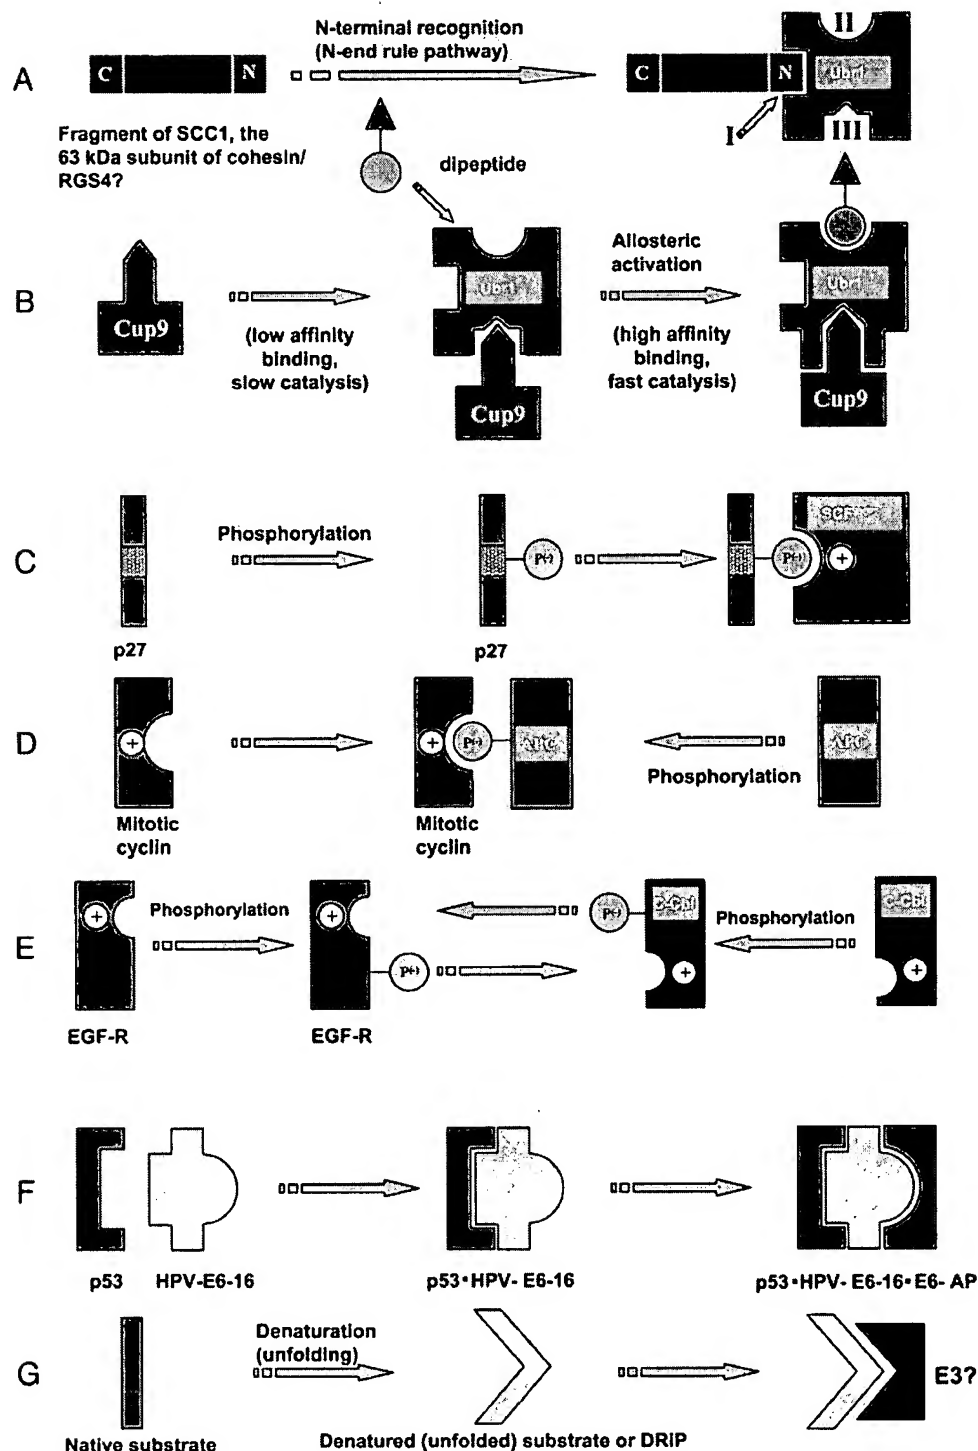 N-terminal recognition
(N-end rule pathway)
A
C
N
C
N
Ubr1
II
I
III
Fragment of SCC1, the
63 kDa subunit of cohesin/
RGS4?
dipeptide
B
Cup9
(low affinity
binding,
slow catalysis)
Ubr1
Cup9
Allosteric
activation
(high affinity
binding,
fast catalysis)
Ubr1
Cup9
C
p27
Phosphorylation
P(-)
p27
P(-)
+
SCF
D
+
Mitotic
cyclin
+
P(-)
APC
Mitotic
cyclin
Phosphorylation
APC
E
+
EGF-R
Phosphorylation
+
P(-)
EGF-R
P(-)
C-Cbl
+
Phosphorylation
C-Cbl
+
F
p53
HPV-E6-16
p53•HPV- E6-16
p53•HPV- E6-16•E6- AP
G
Native substrate
Denaturation
(unfolding)
Denatured (unfolded) substrate or DRIP
E3?